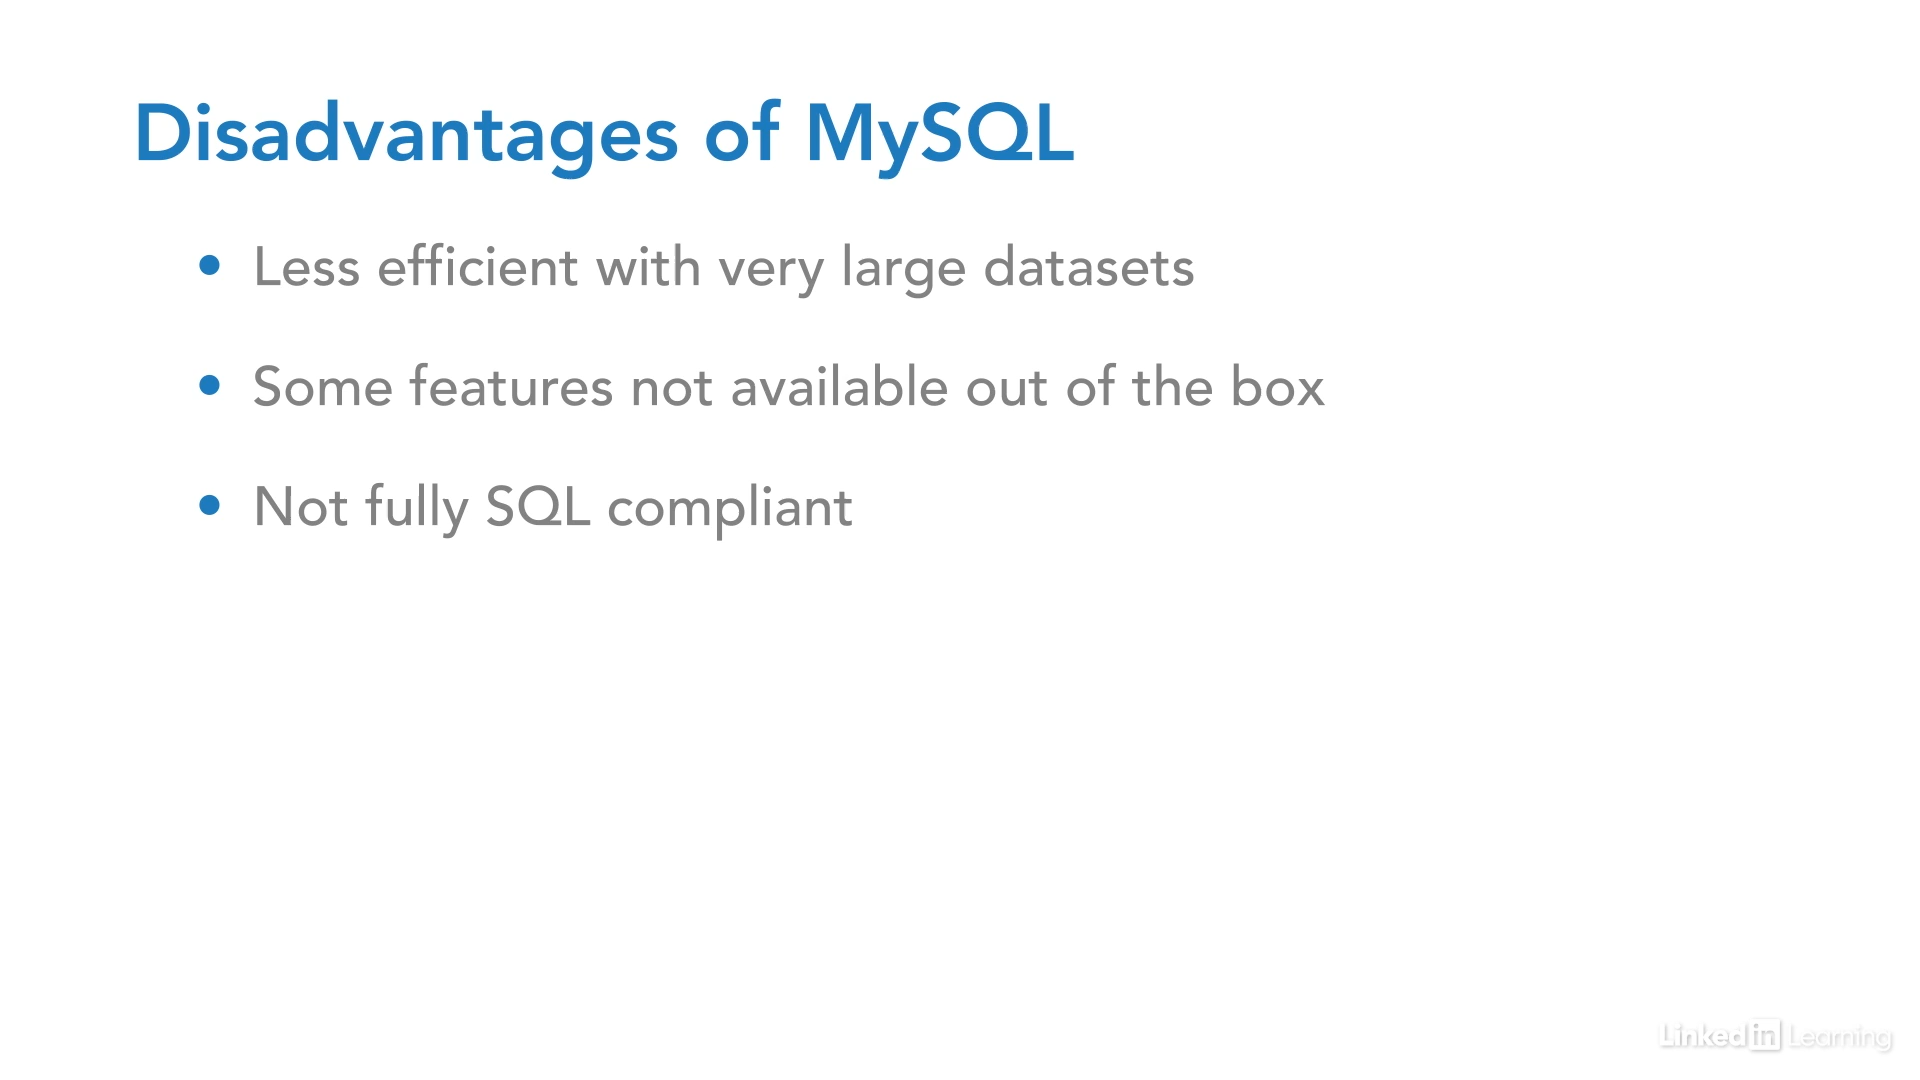 Disadvantages of MySQL
• Less efficient with very large datasets
• Some features not available out of the box
• Not fully SQL compliant
Linked in Learning